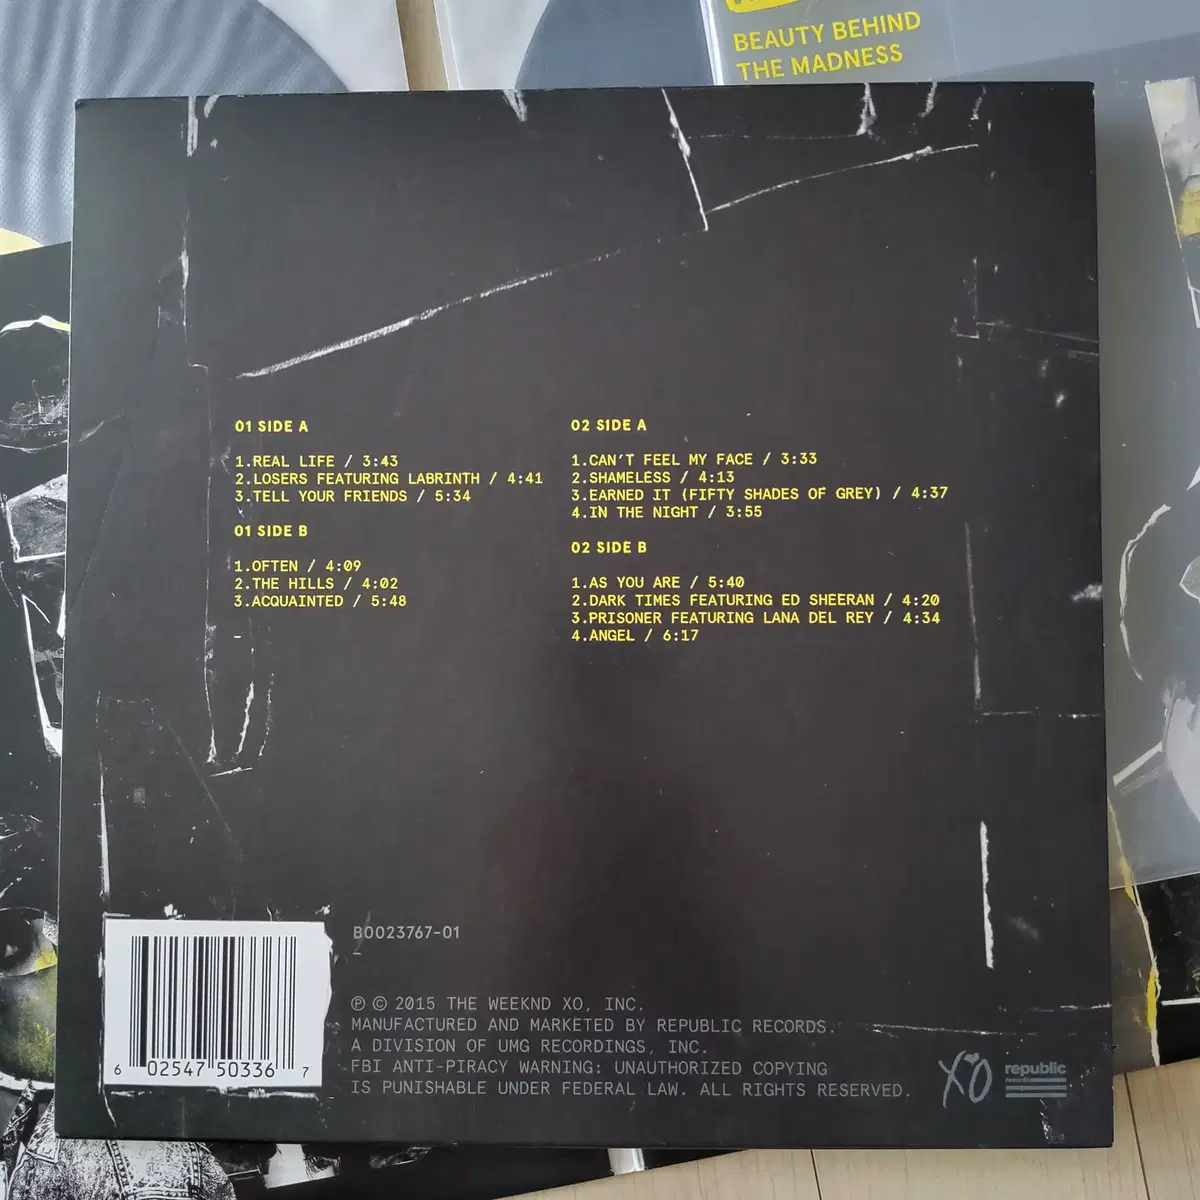 BEAUTY BEHIND
THE MADNESS
01 SIDE A
1.REAL LIFE / 3:43
2.LOSERS FEATURING LABRINTH / 4:41
3.TELL YOUR FRIENDS / 5:34
01 SIDE B
1.OFTEN / 4:09
2.THE HILLS / 4:02
3.ACQUAINTED / 5:48
02 SIDE A
1.CAN'T FEEL MY FACE / 3:33
2.SHAMELESS / 4:13
3.EARNED IT (FIFTY SHADES OF GREY) / 4:37
4.IN THE NIGHT / 3:55
02 SIDE B
1.AS YOU ARE / 5:40
2.DARK TIMES FEATURING ED SHEERAN / 4:20
3.PRISONER FEATURING LANA DEL REY / 4:34
4.ANGEL / 6:17
B0023767-01
℗ © 2015 THE WEEKND XO, INC.
MANUFACTURED AND MARKETED BY REPUBLIC RECORDS.
A DIVISION OF UMG RECORDINGS, INC.
FBI ANTI-PIRACY WARNING: UNAUTHORIZED COPYING
IS PUNISHABLE UNDER FEDERAL LAW. ALL RIGHTS RESERVED.
6 02547 50336 7
XO
republic
records